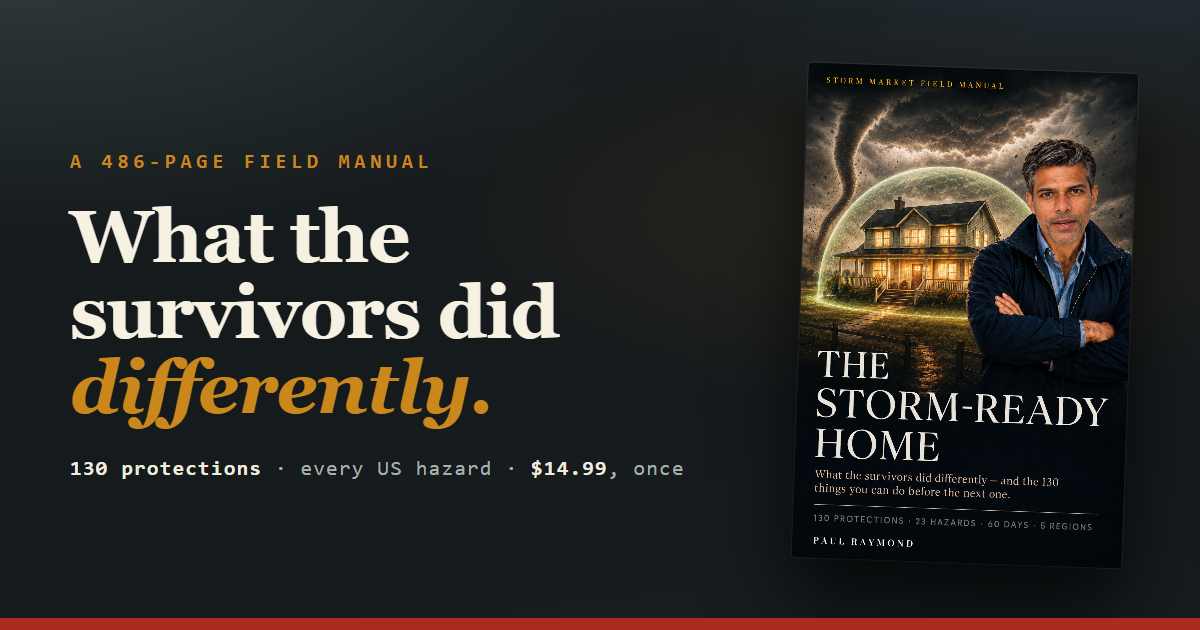 A 486-PAGE FIELD MANUAL
What the
survivors did
differently.
130 protections · every US hazard · $14.99, once
STORM MARKET FIELD MANUAL
THE
STORM-READY
HOME
What the survivors did differently — and the 130
things you can do before the next one.
130 PROTECTIONS · 23 HAZARDS · 60 DAYS · 5 REGIONS
PAUL RAYMOND